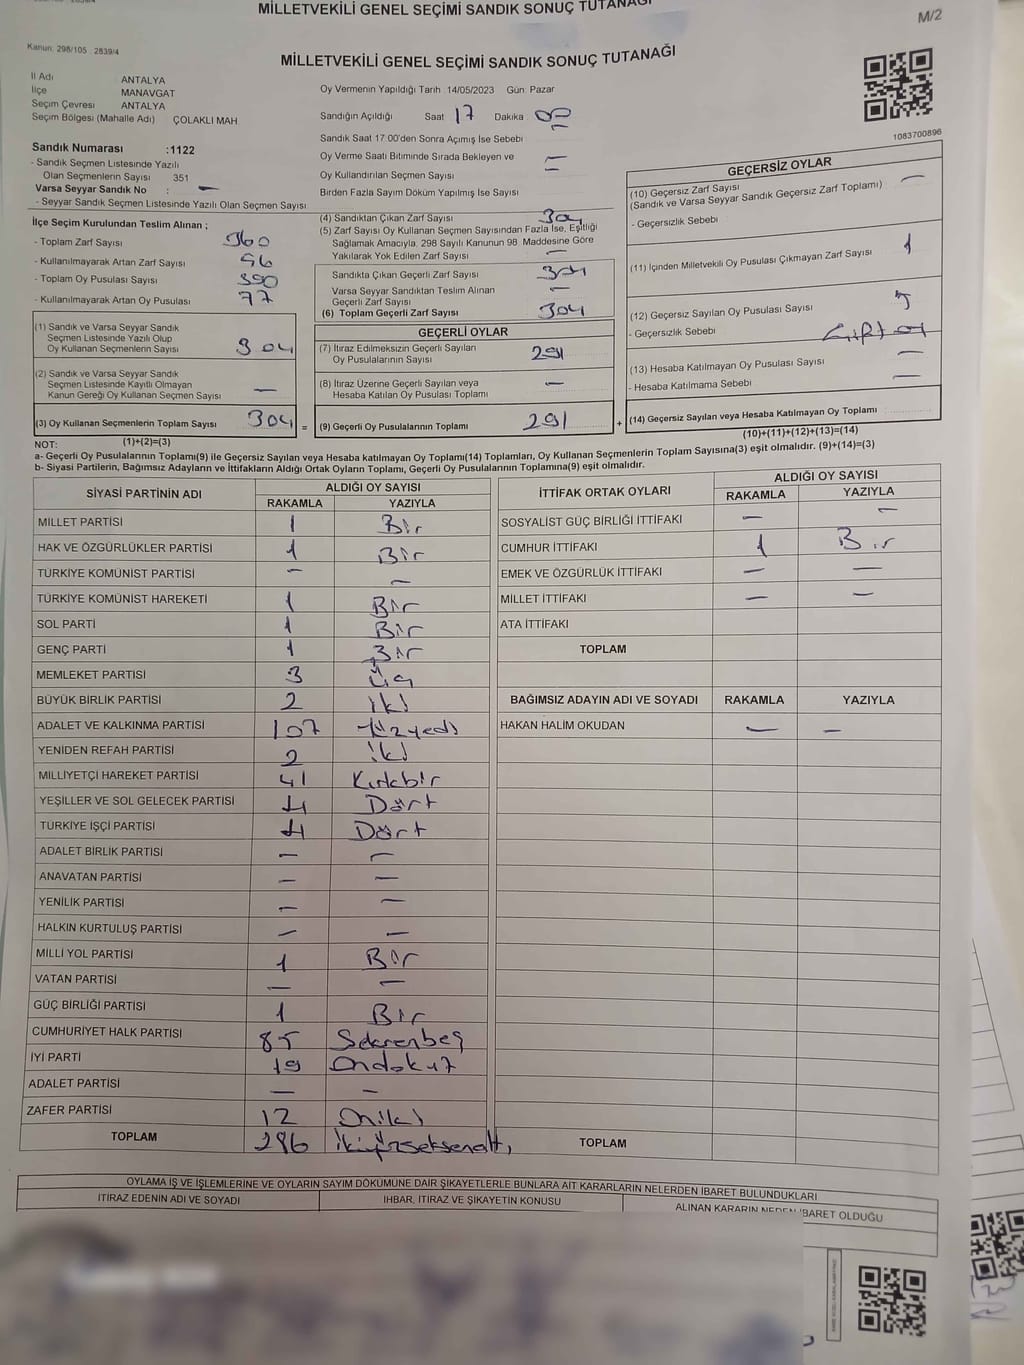 MİLLETVEKİLİ GENEL SEÇİMİ SANDIK SONUÇ TUTANAĞI
M/2
Kanun: 298/105 2839/4
MİLLETVEKİLİ GENEL SEÇİMİ SANDIK SONUÇ TUTANAĞI
İl Adı ANTALYA
İlçe MANAVGAT
Seçim Çevresi ANTALYA
Seçim Bölgesi (Mahalle Adı) ÇOLAKLI MAH.
Sandık Numarası :1122
- Sandık Seçmen Listesinde Yazılı
Olan Seçmenlerin Sayısı 351
Varsa Seyyar Sandık No : -
- Seyyar Sandık Seçmen Listesinde Yazılı Olan Seçmen Sayısı
İlçe Seçim Kurulundan Teslim Alınan ;
- Toplam Zarf Sayısı 360
- Kullanılmayarak Artan Zarf Sayısı
- Toplam Oy Pusulası Sayısı
- Kullanılmayarak Artan Oy Pusulası 77
(1) Sandık ve Varsa Seyyar Sandık
Seçmen Listesinde Yazılı Olup
Oy Kullanan Seçmenlerin Sayısı 304
(2) Sandık ve Varsa Seyyar Sandık
Seçmen Listesinde Kayıtlı Olmayan
Kanun Gereği Oy Kullanan Seçmen Sayısı -
(3) Oy Kullanan Seçmenlerin Toplam Sayısı 304 =
(1)+(2)=(3)
Oy Vermenin Yapıldığı Tarih 14/05/2023 Gün Pazar
Sandığın Açıldığı Saat 17 Dakika 00
Sandık Saat 17:00'den Sonra Açılmış İse Sebebi -
Oy Verme Saati Bitiminde Sırada Bekleyen ve -
Oy Kullandırılan Seçmen Sayısı -
Birden Fazla Sayım Döküm Yapılmış İse Sayısı
(4) Sandıktan Çıkan Zarf Sayısı 304
(5) Zarf Sayısı Oy Kullanan Seçmen Sayısından Fazla İse, Eşitliği
Sağlamak Amacıyla, 298 Sayılı Kanunun 98. Maddesine Göre
Yakılarak Yok Edilen Zarf Sayısı -
Sandıkta Çıkan Geçerli Zarf Sayısı 304
Varsa Seyyar Sandıktan Teslim Alınan
Geçerli Zarf Sayısı -
(6) Toplam Geçerli Zarf Sayısı 304
GEÇERLİ OYLAR
(7) İtiraz Edilmeksizin Geçerli Sayılan
Oy Pusulalarının Sayısı 291
(8) İtiraz Üzerine Geçerli Sayılan veya
Hesaba Katılan Oy Pusulası Toplamı -
(9) Geçerli Oy Pusulalarının Toplamı 291 +
1083700896
GEÇERSİZ OYLAR
(10) Geçersiz Zarf Sayısı -
(Sandık ve Varsa Seyyar Sandık Geçersiz Zarf Toplamı)
- Geçersizlik Sebebi
(11) İçinden Milletvekili Oy Pusulası Çıkmayan Zarf Sayısı 1
(12) Geçersiz Sayılan Oy Pusulası Sayısı 5
- Geçersizlik Sebebi Çift oy
(13) Hesaba Katılmayan Oy Pusulası Sayısı -
- Hesaba Katılmama Sebebi -
(14) Geçersiz Sayılan veya Hesaba Katılmayan Oy Toplamı
(10)+(11)+(12)+(13)=(14)
NOT:
a- Geçerli Oy Pusulalarının Toplamı(9) ile Geçersiz Sayılan veya Hesaba Katılmayan Oy Toplamı(14) Toplamları, Oy Kullanan Seçmenlerin Toplam Sayısına(3) eşit olmalıdır. (9)+(14)=(3)
b- Siyasi Partilerin, Bağımsız Adayların ve İttifakların Aldığı Ortak Oyların Toplamı, Geçerli Oy Pusulalarının Toplamına(9) eşit olmalıdır.
SİYASİ PARTİNİN ADI ALDIĞI OY SAYISI
RAKAMLA YAZIYLA
MİLLET PARTİSİ 1 Bir
HAK VE ÖZGÜRLÜKLER PARTİSİ 1 Bir
TÜRKİYE KOMÜNİST PARTİSİ - -
TÜRKİYE KOMÜNİST HAREKETİ 1 Bir
SOL PARTİ 1 Bir
GENÇ PARTİ 1 Bir
MEMLEKET PARTİSİ 3 Üç
BÜYÜK BİRLİK PARTİSİ 2 İki
ADALET VE KALKINMA PARTİSİ 107 Yüzyedi
YENİDEN REFAH PARTİSİ 2 İki
MİLLİYETÇİ HAREKET PARTİSİ 41 Kırkbir
YEŞİLLER VE SOL GELECEK PARTİSİ 4 Dört
TÜRKİYE İŞÇİ PARTİSİ 4 Dört
ADALET BİRLİK PARTİSİ - -
ANAVATAN PARTİSİ - -
YENİLİK PARTİSİ - -
HALKIN KURTULUŞ PARTİSİ - -
MİLLİ YOL PARTİSİ 1 Bir
VATAN PARTİSİ - -
GÜÇ BİRLİĞİ PARTİSİ 1 Bir
CUMHURİYET HALK PARTİSİ 85 Seksenbeş
İYİ PARTİ 19 Ondokuz
ADALET PARTİSİ - -
ZAFER PARTİSİ 12 Oniki
TOPLAM 286 İkiyüzseksenaltı
İTTİFAK ORTAK OYLARI ALDIĞI OY SAYISI
RAKAMLA YAZIYLA
SOSYALİST GÜÇ BİRLİĞİ İTTİFAKI - -
CUMHUR İTTİFAKI 1 Bir
EMEK VE ÖZGÜRLÜK İTTİFAKI - -
MİLLET İTTİFAKI - -
ATA İTTİFAKI
TOPLAM
BAĞIMSIZ ADAYIN ADI VE SOYADI RAKAMLA YAZIYLA
HAKAN HALİM OKUDAN - -
TOPLAM
OYLAMA İŞ VE İŞLEMLERİNE VE OYLARIN SAYIM DÖKÜMÜNE DAİR ŞİKAYETLERLE BUNLARA AİT KARARLARIN NELERDEN İBARET BULUNDUKLARI
İTİRAZ EDENİN ADI VE SOYADI İHBAR, İTİRAZ VE ŞİKAYETİN KONUSU ALINAN KARARIN NEDEN İBARET OLDUĞU